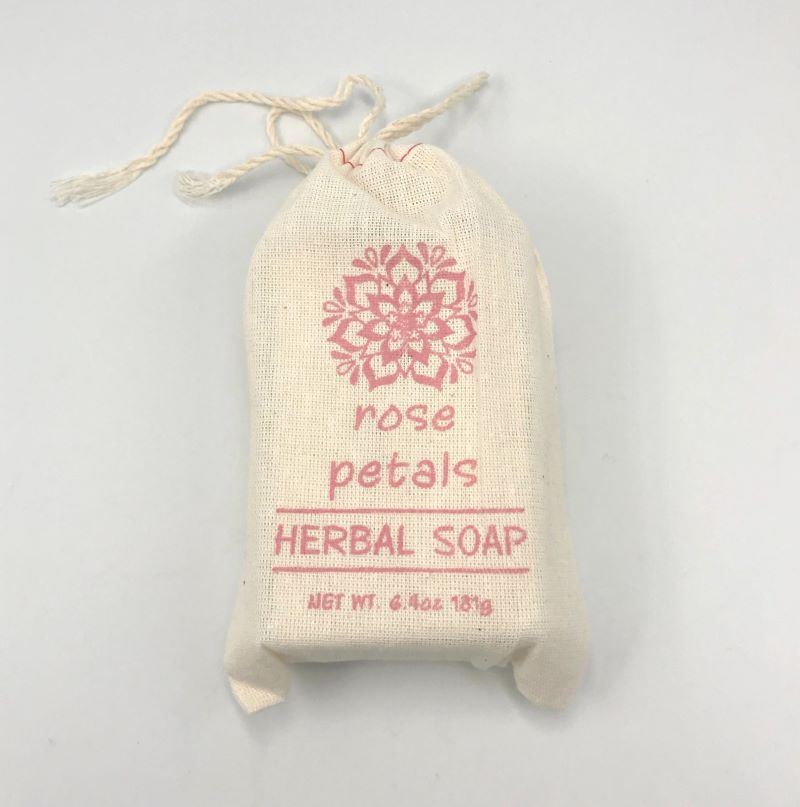 rose
petals
HERBAL SOAP
NET WT. 6.4oz 181g